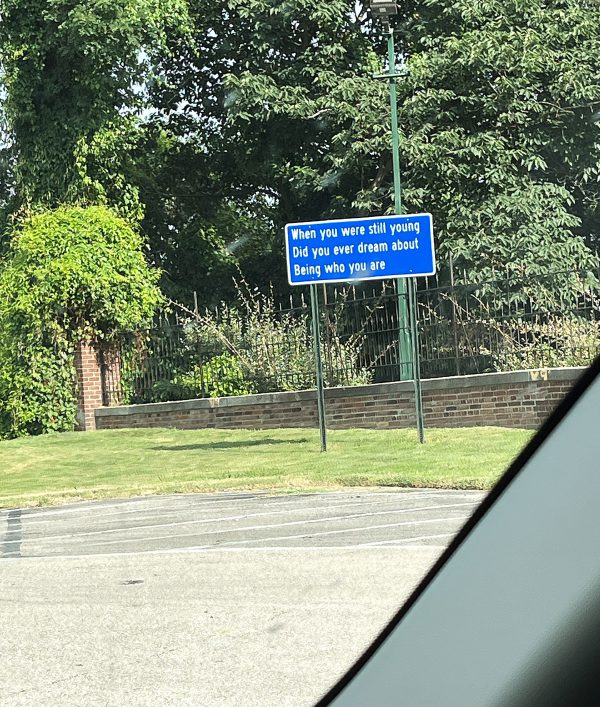 When you were still young
Did you ever dream about
Being who you are